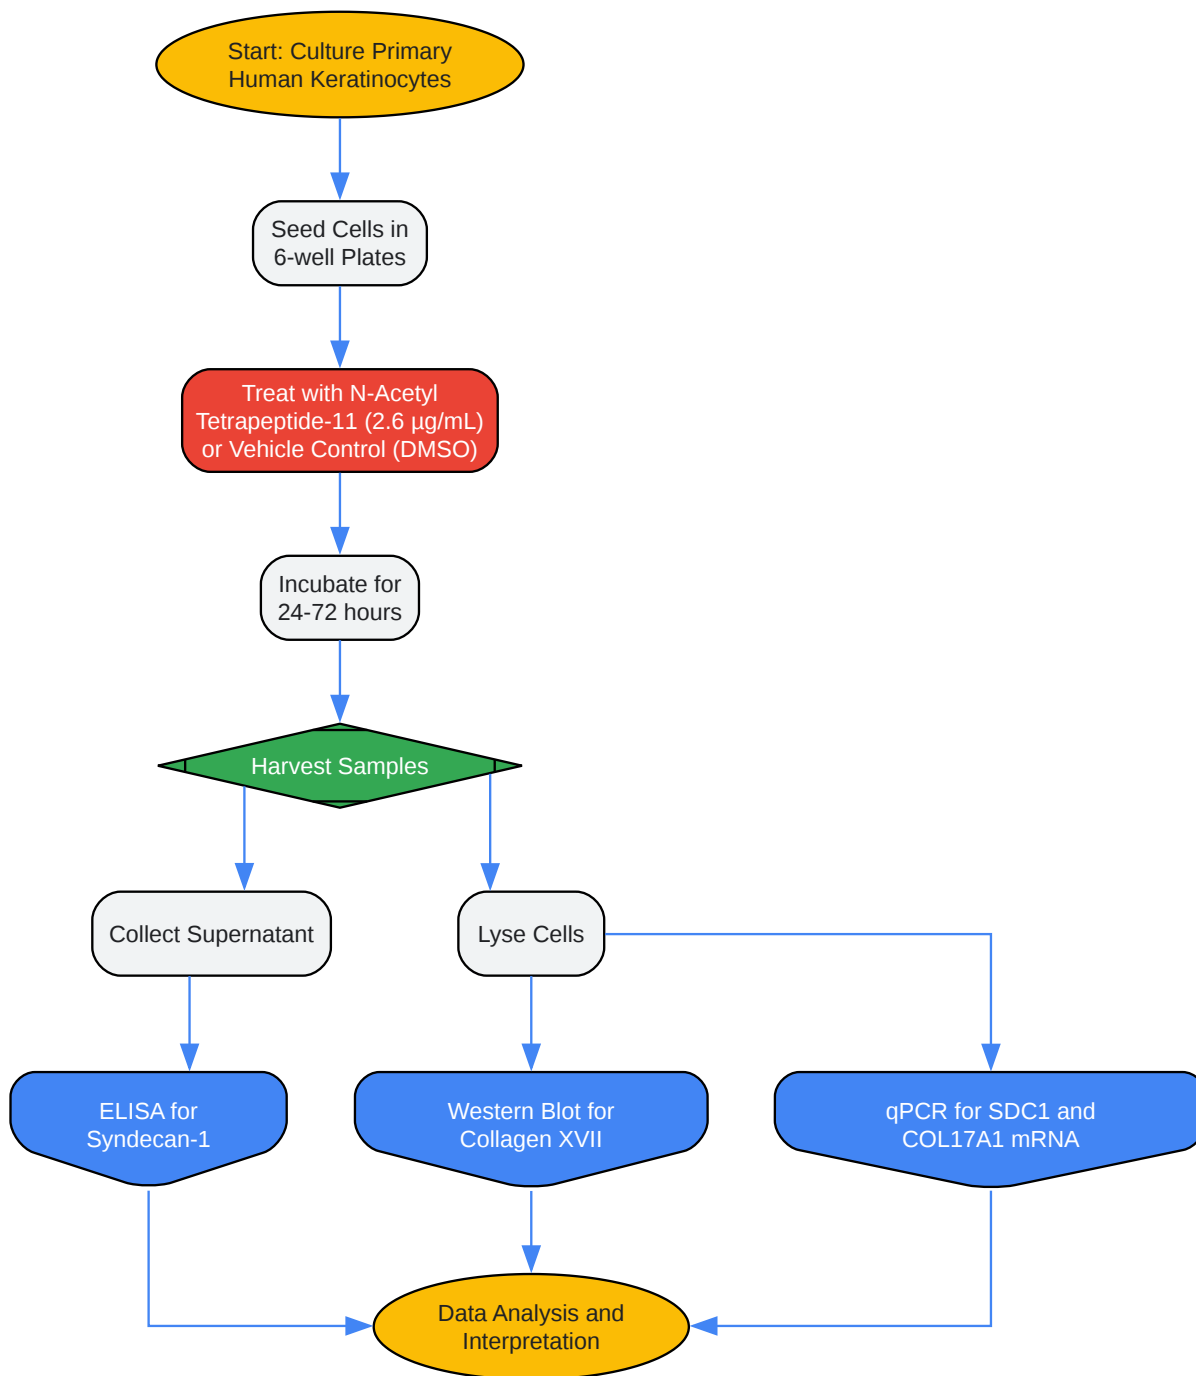 Start: Culture Primary
Human Keratinocytes
Seed Cells in
6-well Plates
Treat with N-Acetyl
Tetrapeptide-11 (2.6 µg/mL)
or Vehicle Control (DMSO)
Incubate for
24-72 hours
Harvest Samples
Collect Supernatant
Lyse Cells
ELISA for
Syndecan-1
Western Blot for
Collagen XVII
qPCR for SDC1 and
COL17A1 mRNA
Data Analysis and
Interpretation